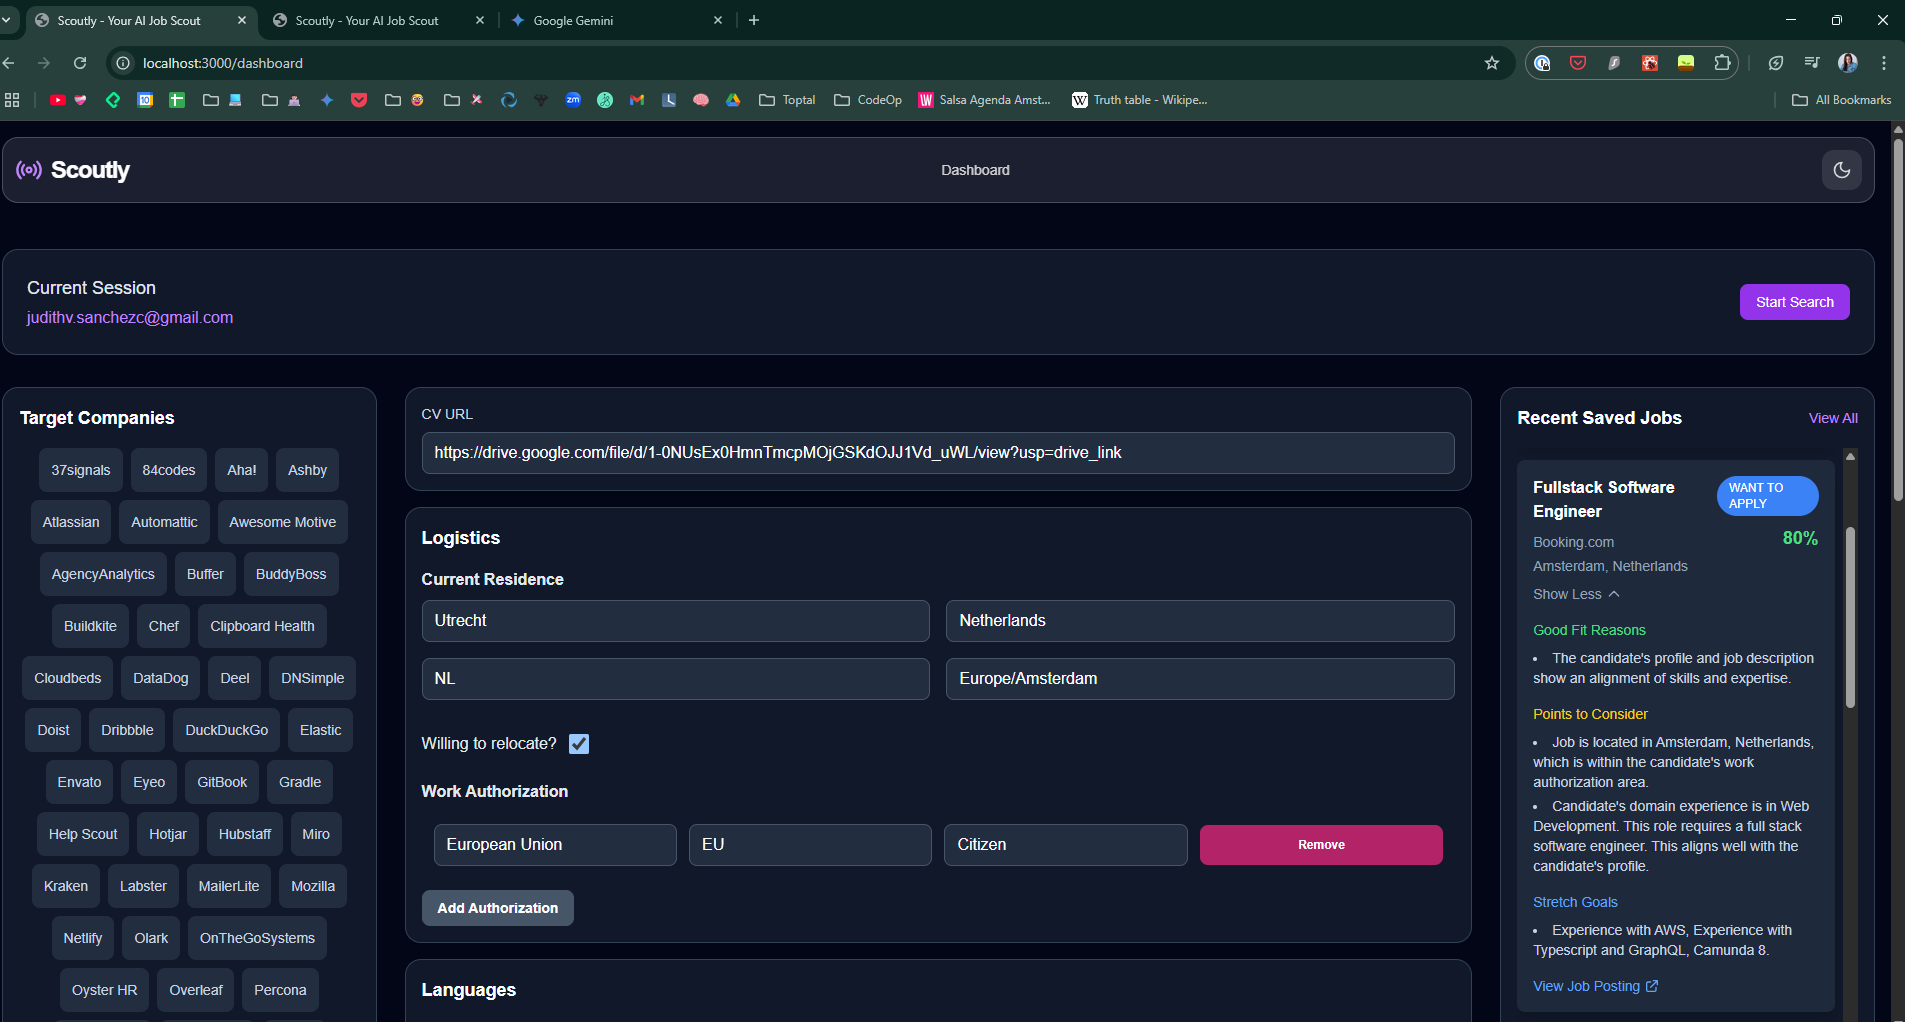 Scoutly - Your AI Job Scout
Scoutly - Your AI Job Scout
Google Gemini
localhost:3000/dashboard
10
zm
Toptal
CodeOp
W Salsa Agenda Amst...
W Truth table - Wikipe...
All Bookmarks
Scoutly
Dashboard
Current Session
judithv.sanchezc@gmail.com
Start Search
Target Companies
37signals 84codes Aha! Ashby
Atlassian Automattic Awesome Motive
AgencyAnalytics Buffer BuddyBoss
Buildkite Chef Clipboard Health
Cloudbeds DataDog Deel DNSimple
Doist Dribbble DuckDuckGo Elastic
Envato Eyeo GitBook Gradle
Help Scout Hotjar Hubstaff Miro
Kraken Labster MailerLite Mozilla
Netlify Olark OnTheGoSystems
Oyster HR Overleaf Percona
CV URL
https://drive.google.com/file/d/1-0NUsEx0HmnTmcpMOjGSKdOJJ1Vd_uWL/view?usp=drive_link
Logistics
Current Residence
Utrecht
Netherlands
NL
Europe/Amsterdam
Willing to relocate?
Work Authorization
European Union
EU
Citizen
Remove
Add Authorization
Languages
Recent Saved Jobs
View All
Fullstack Software
Engineer
WANT TO
APPLY
80%
Booking.com
Amsterdam, Netherlands
Show Less
Good Fit Reasons
• The candidate's profile and job description
show an alignment of skills and expertise.
Points to Consider
• Job is located in Amsterdam, Netherlands,
which is within the candidate's work
authorization area.
• Candidate's domain experience is in Web
Development. This role requires a full stack
software engineer. This aligns well with the
candidate's profile.
Stretch Goals
• Experience with AWS, Experience with
Typescript and GraphQL, Camunda 8.
View Job Posting